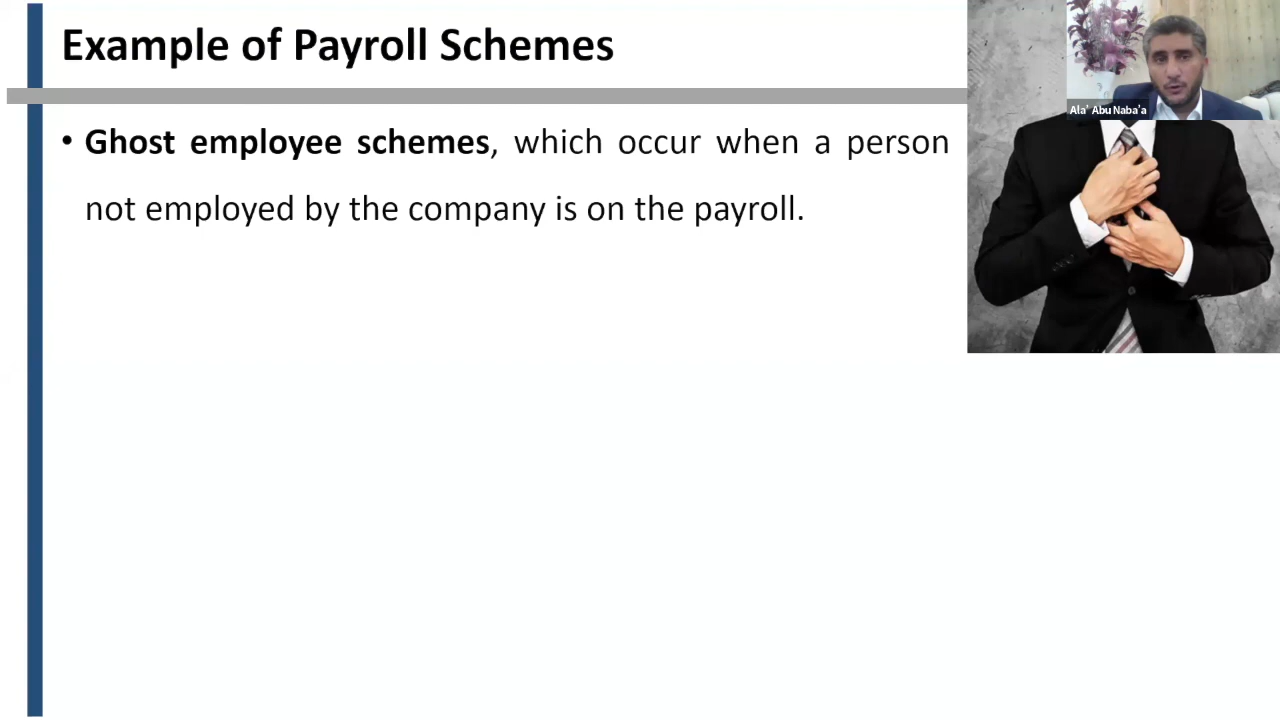 Example of Payroll Schemes
• Ghost employee schemes, which occur when a person
not employed by the company is on the payroll.
Ala' Abu Naba'a